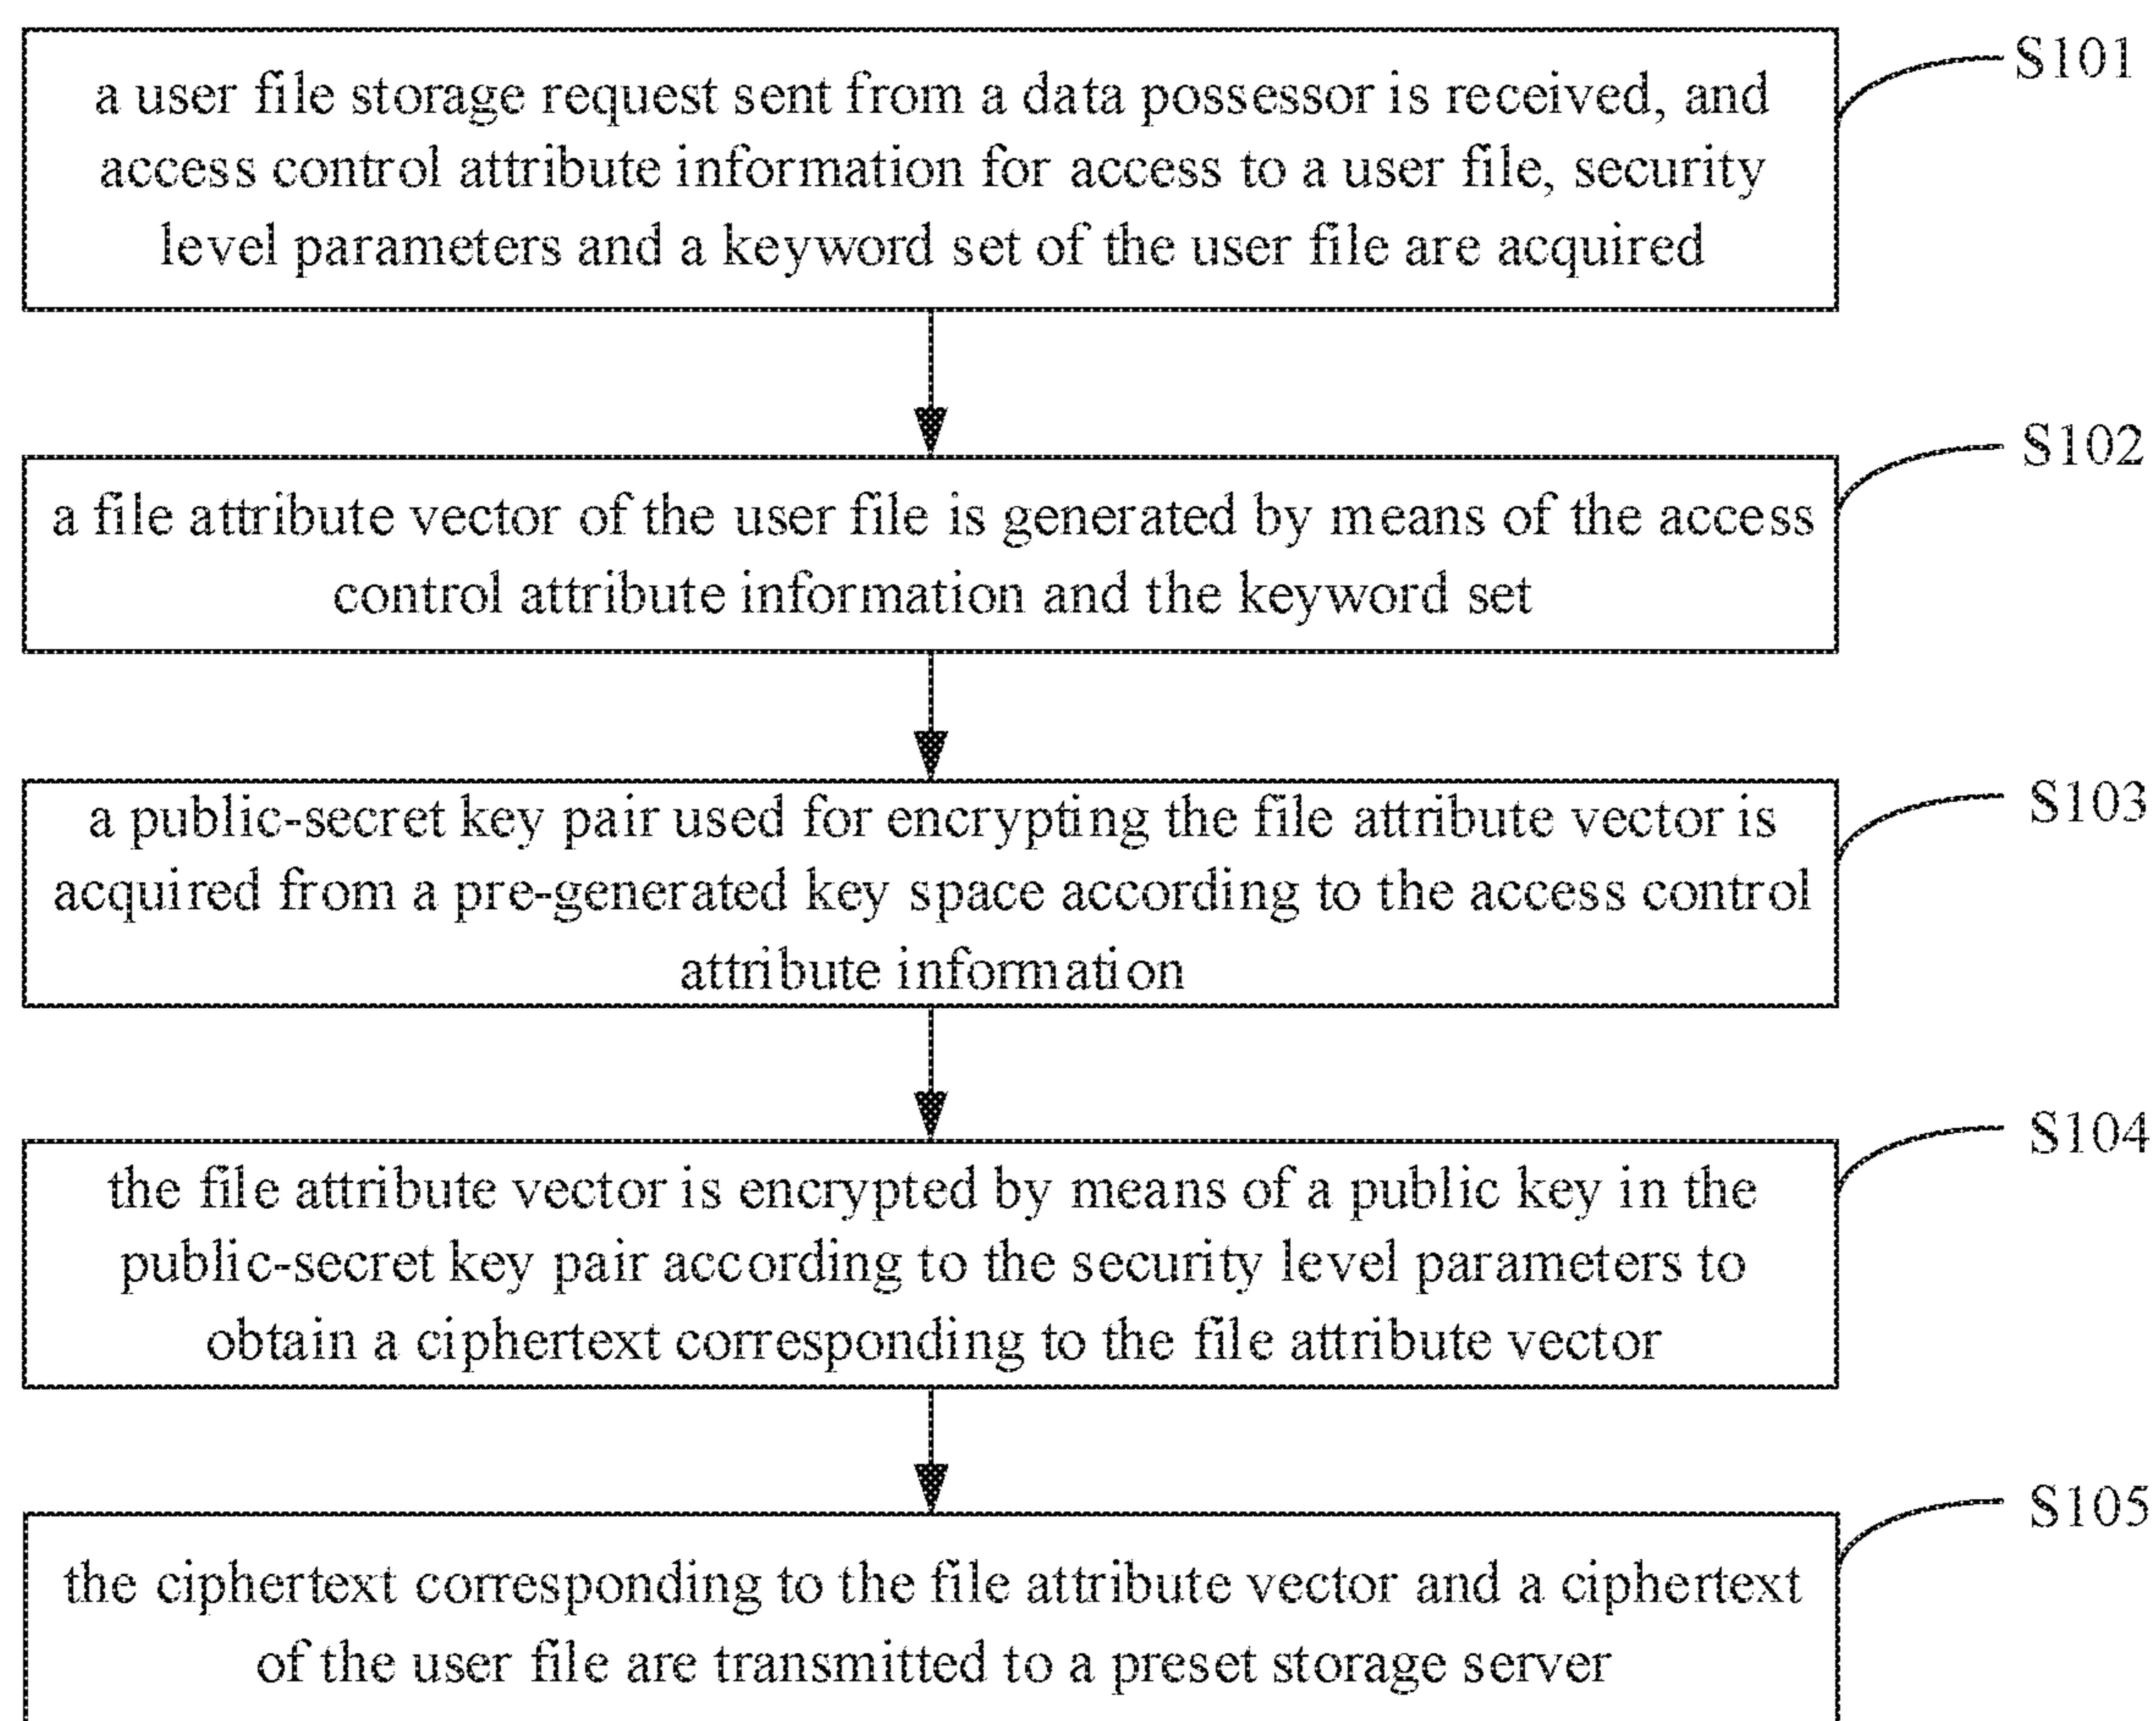 a user file storage request sent from a data possessor is received, and
access control attribute information for access to a user file, security
level parameters and a keyword set of the user file are acquired
S101
a file attribute vector of the user file is generated by means of the access
control attribute information and the keyword set
S102
a public-secret key pair used for encrypting the file attribute vector is
acquired from a pre-generated key space according to the access control
attribute information
S103
the file attribute vector is encrypted by means of a public key in the
public-secret key pair according to the security level parameters to
obtain a ciphertext corresponding to the file attribute vector
S104
the ciphertext corresponding to the file attribute vector and a ciphertext
of the user file are transmitted to a preset storage server
S105